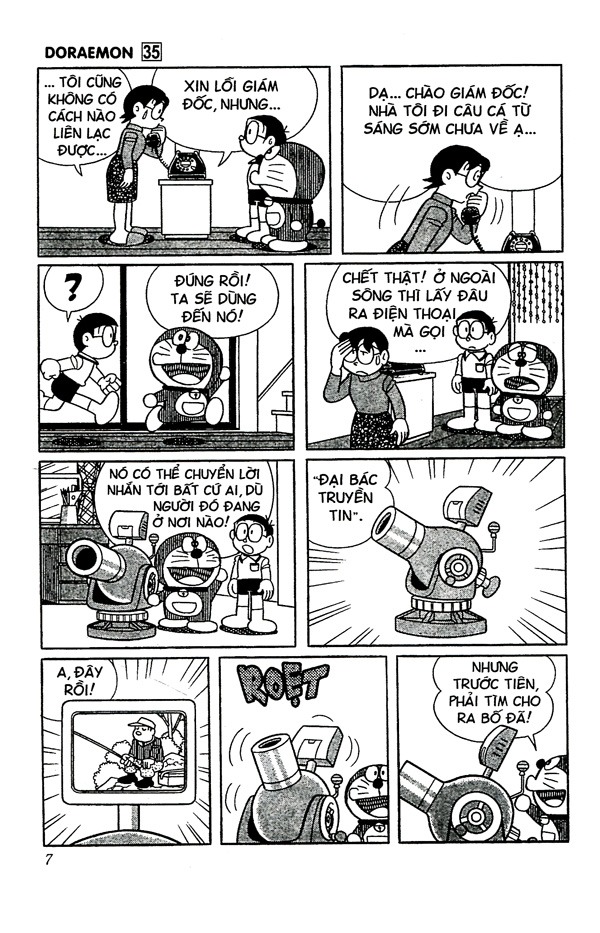 DORAEMON 35
DẠ... CHÀO GIÁM ĐỐC!
NHÀ TÔI ĐI CÂU CÁ TỪ
SÁNG SỚM CHƯA VỀ Ạ...
XIN LỖI GIÁM
ĐỐC, NHƯNG...
... TÔI CŨNG
KHÔNG CÓ
CÁCH NÀO
LIÊN LẠC
ĐƯỢC...
CHẾT THẬT! Ở NGOÀI
SÔNG THÌ LẤY ĐÂU
RA ĐIỆN THOẠI
MÀ GỌI
...
ĐÚNG RỒI!
TA SẼ DÙNG
ĐẾN NÓ!
?
"ĐẠI BÁC
TRUYỀN
TIN".
NÓ CÓ THỂ CHUYỂN LỜI
NHẮN TỚI BẤT CỨ AI, DÙ
NGƯỜI ĐÓ ĐANG
Ở NƠI NÀO!
NHƯNG
TRƯỚC TIÊN,
PHẢI TÌM CHO
RA BỐ ĐÃ!
ROẸT
A, ĐÂY
RỒI!
7